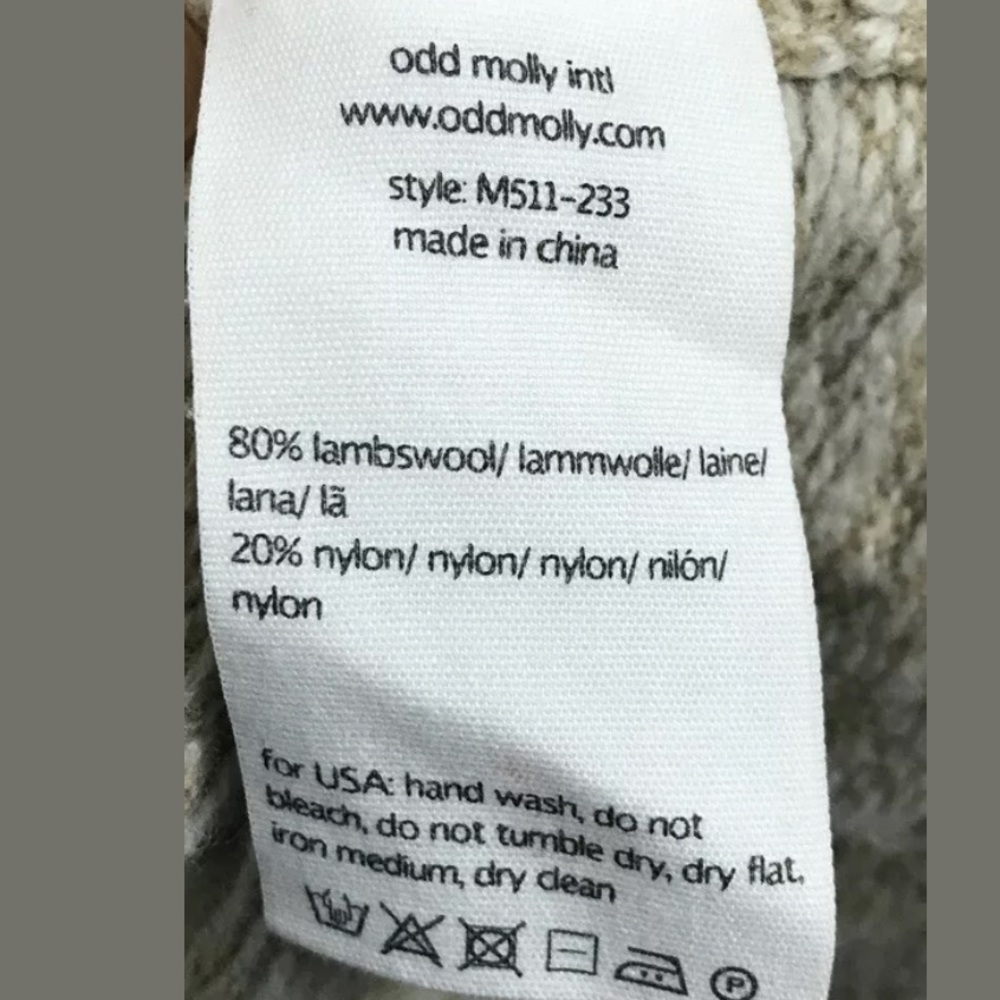 odd molly intl
www.oddmolly.com
style: M511-233
made in china
80% lambswool/ lammwolle/ laine/
lana/ lã
20% nylon/ nylon/ nylon/ nilón/
nylon
for USA: hand wash, do not
bleach, do not tumble dry, dry flat,
iron medium, dry clean
P